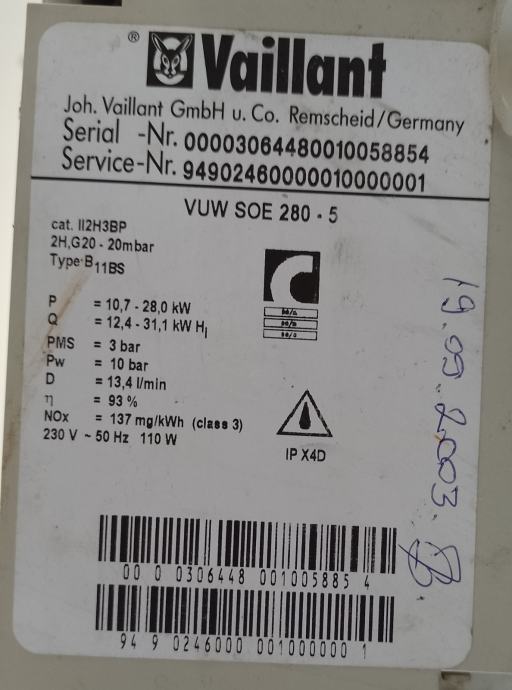 ® Vaillant
Joh. Vaillant GmbH u. Co. Remscheid/Germany
Serial -Nr. 00003064480010058854
Service-Nr. 94902460000010000001
VUW SOE 280 - 5
cat. II2H3BP
2H,G20 - 20mbar
Type B11BS
P = 10,7 - 28,0 kW
Q = 12,4 - 31,1 kW Hi
PMS = 3 bar
Pw = 10 bar
D = 13,4 l/min
η = 93 %
NOx = 137 mg/kWh (class 3)
230 V ~ 50 Hz 110 W
IP X4D
19.05.2003.
00 0 0306448 001005885 4
94 9 0246000 001000000 1